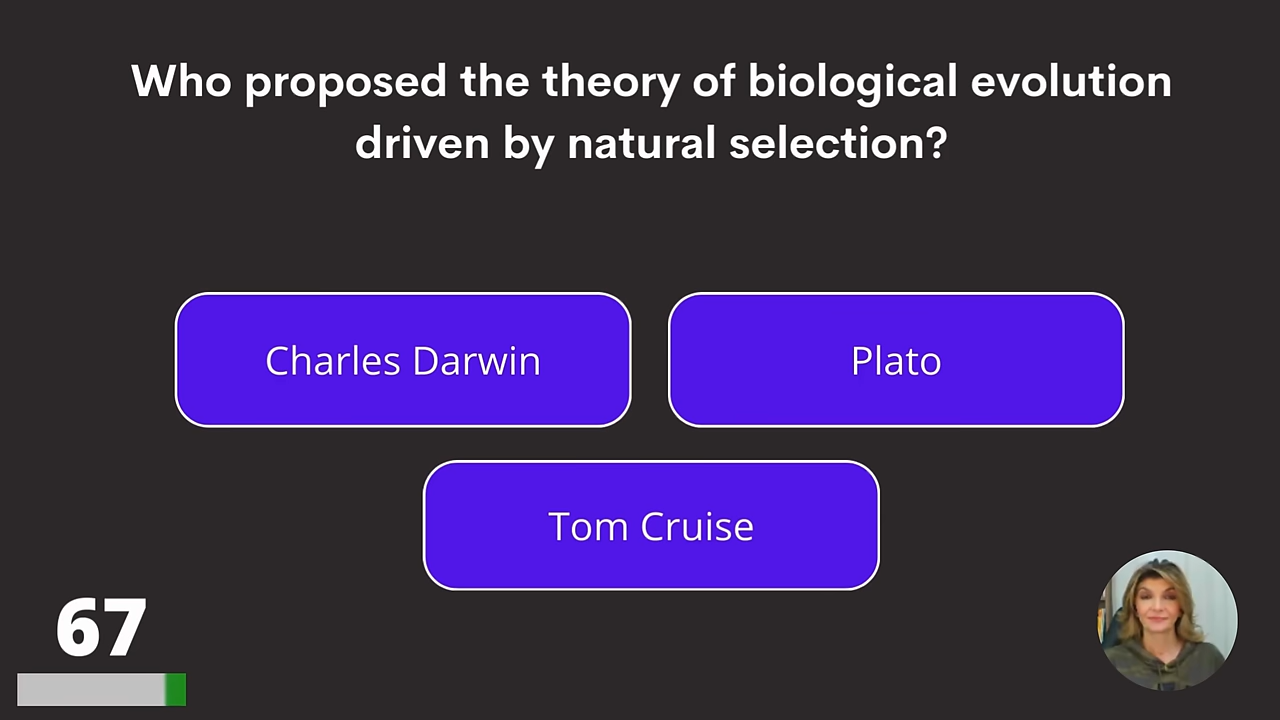 Who proposed the theory of biological evolution
driven by natural selection?
Charles Darwin
Plato
Tom Cruise
67